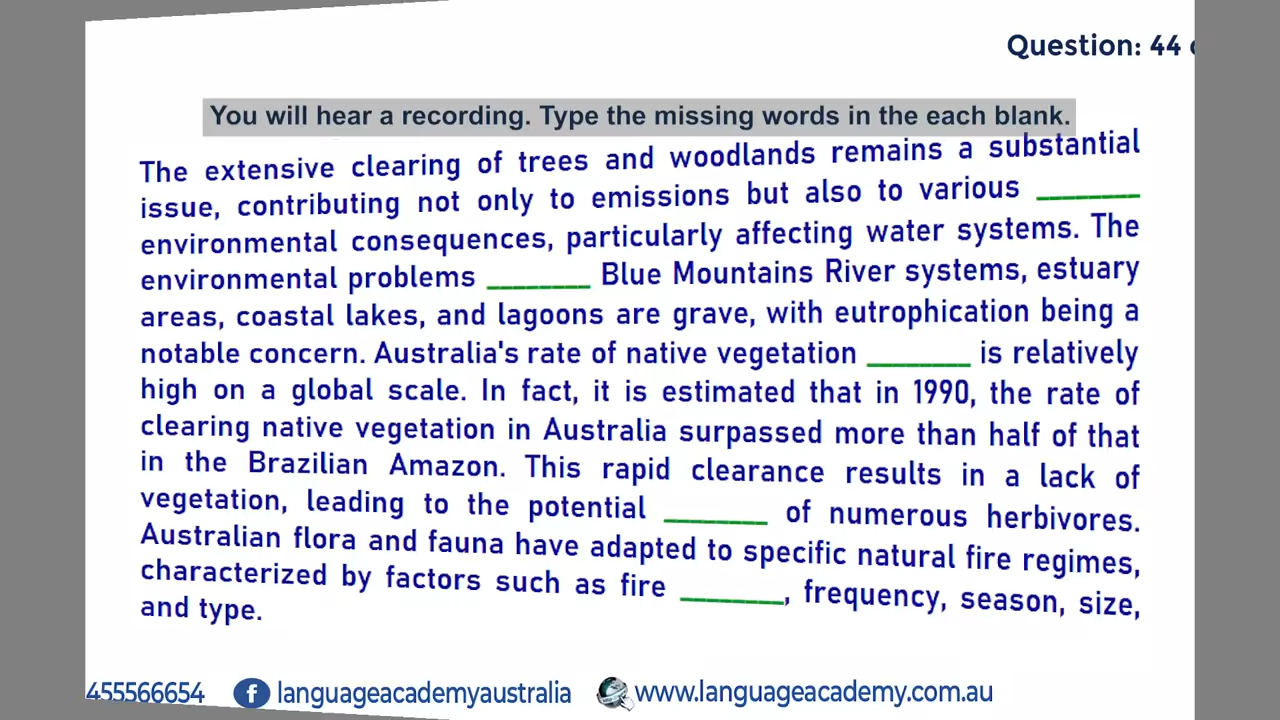 Question: 44
You will hear a recording. Type the missing words in the each blank.
The extensive clearing of trees and woodlands remains a substantial
issue, contributing not only to emissions but also to various _______
environmental consequences, particularly affecting water systems. The
environmental problems _______ Blue Mountains River systems, estuary
areas, coastal lakes, and lagoons are grave, with eutrophication being a
notable concern. Australia's rate of native vegetation _______ is relatively
high on a global scale. In fact, it is estimated that in 1990, the rate of
clearing native vegetation in Australia surpassed more than half of that
in the Brazilian Amazon. This rapid clearance results in a lack of
vegetation, leading to the potential _______ of numerous herbivores.
Australian flora and fauna have adapted to specific natural fire regimes,
characterized by factors such as fire _______, frequency, season, size,
and type.
455566654 languageacademyaustralia www.languageacademy.com.au